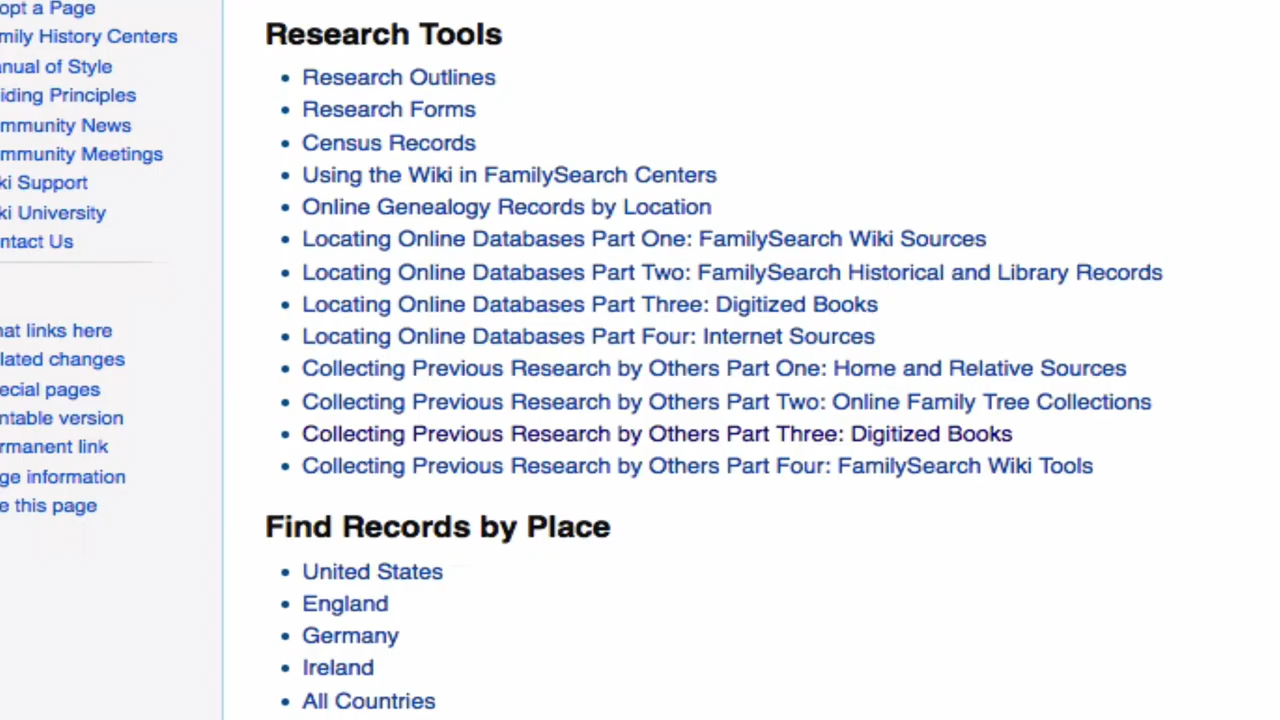 opt a Page
mily History Centers
nual of Style
iding Principles
mmunity News
mmunity Meetings
ki Support
ki University
ntact Us
hat links here
lated changes
ecial pages
ntable version
rmanent link
ge information
e this page
Research Tools
Research Outlines
Research Forms
Census Records
Using the Wiki in FamilySearch Centers
Online Genealogy Records by Location
Locating Online Databases Part One: FamilySearch Wiki Sources
Locating Online Databases Part Two: FamilySearch Historical and Library Records
Locating Online Databases Part Three: Digitized Books
Locating Online Databases Part Four: Internet Sources
Collecting Previous Research by Others Part One: Home and Relative Sources
Collecting Previous Research by Others Part Two: Online Family Tree Collections
Collecting Previous Research by Others Part Three: Digitized Books
Collecting Previous Research by Others Part Four: FamilySearch Wiki Tools
Find Records by Place
United States
England
Germany
Ireland
All Countries